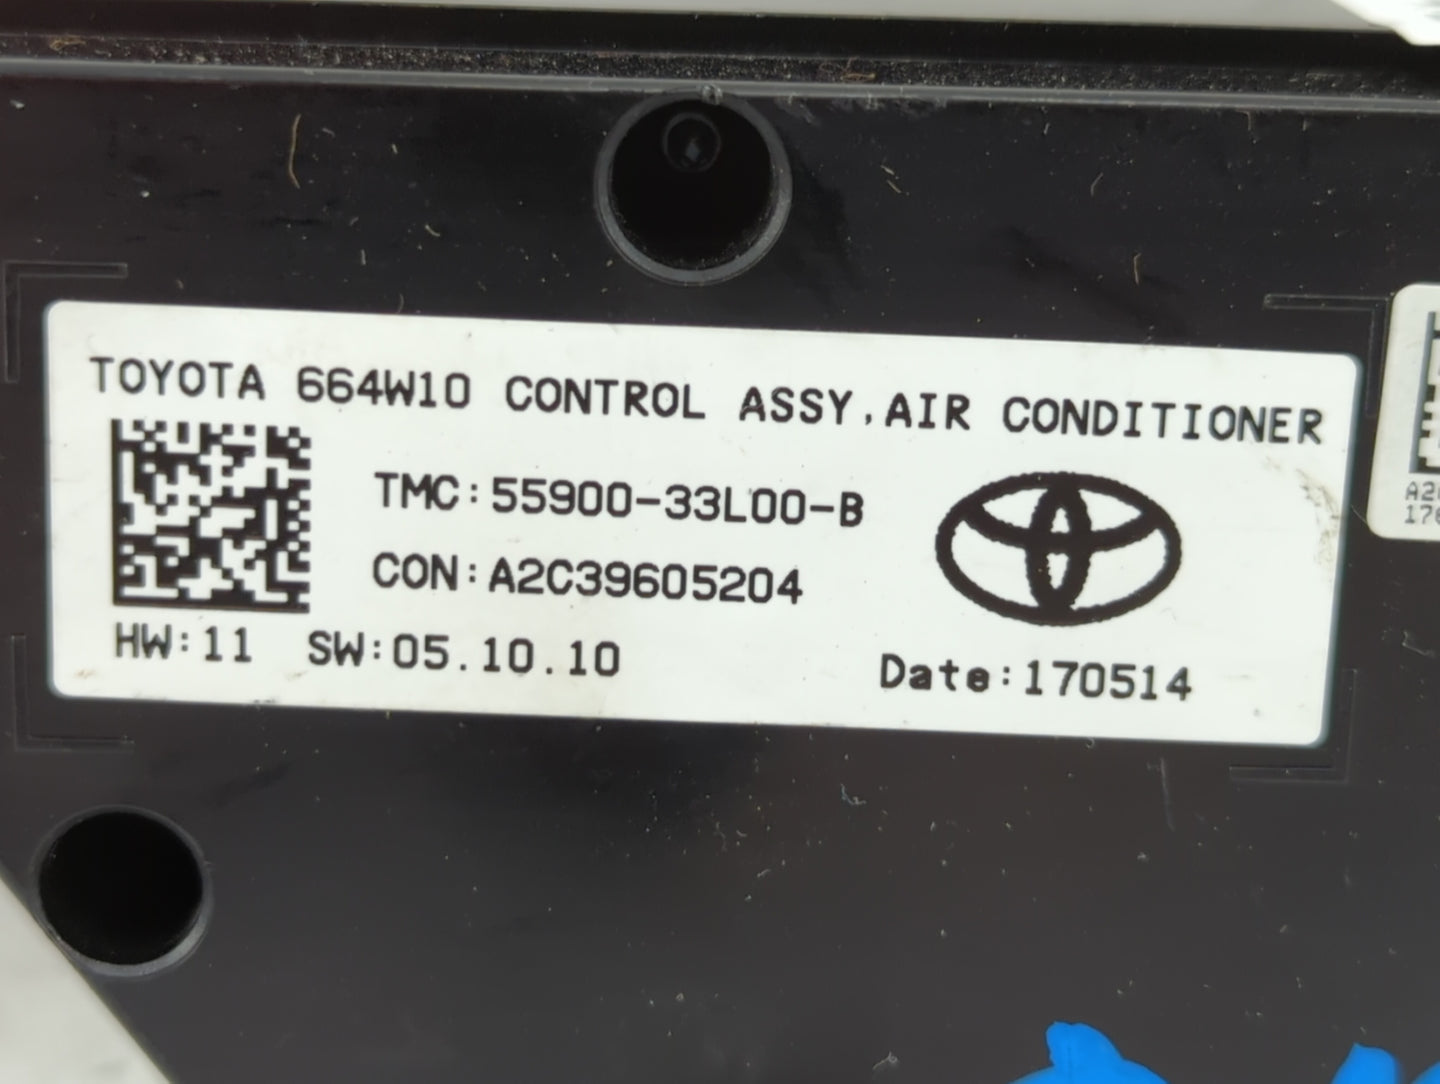 TOYOTA 664W10 CONTROL ASSY,AIR CONDITIONER
TMC:55900-33L00-B
CON:A2C39605204
HW:11 SW:05.10.10
Date:170514